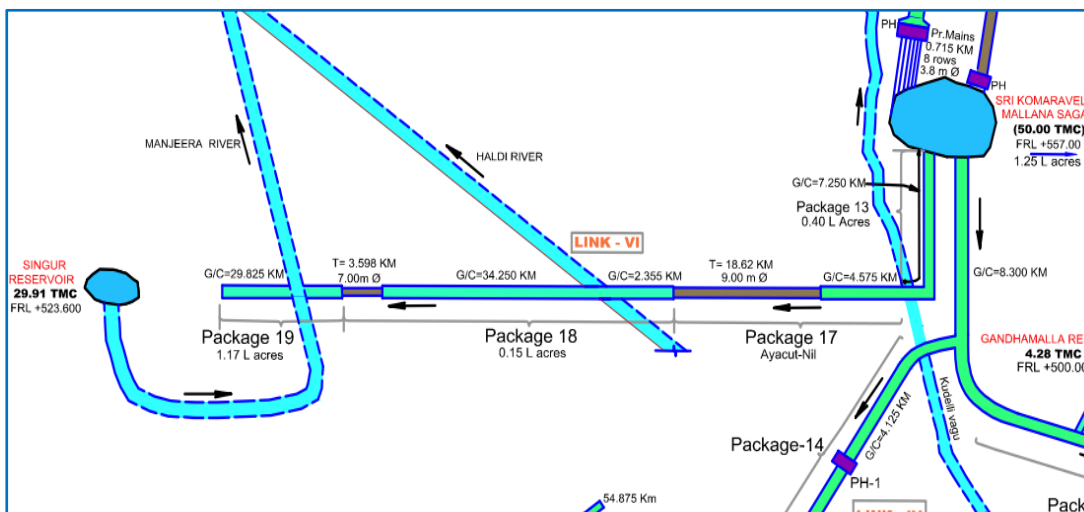 PH
Pr.Mains
0.715 KM
8 rows
3.8 m Ø
PH
SRI KOMARAVEL
MALLANA SAGA
(50.00 TMC)
FRL +557.00
1.25 L acres
MANJEERA RIVER
HALDI RIVER
G/C=7.250 KM
Package 13
0.40 L Acres
LINK - VI
SINGUR
RESERVOIR
29.91 TMC
FRL +523.600
G/C=29.825 KM
T= 3.598 KM
7.00m Ø
G/C=34.250 KM
G/C=2.355 KM
T= 18.62 KM
9.00 m Ø
G/C=4.575 KM
G/C=8.300 KM
Package 19
1.17 L acres
Package 18
0.15 L acres
Package 17
Ayacut-Nil
GANDHAMALLA RE
4.28 TMC
FRL +500.00
Kudelli vagu
G/C=4.125 KM
Package-14
PH-1
54.875 Km
Pack